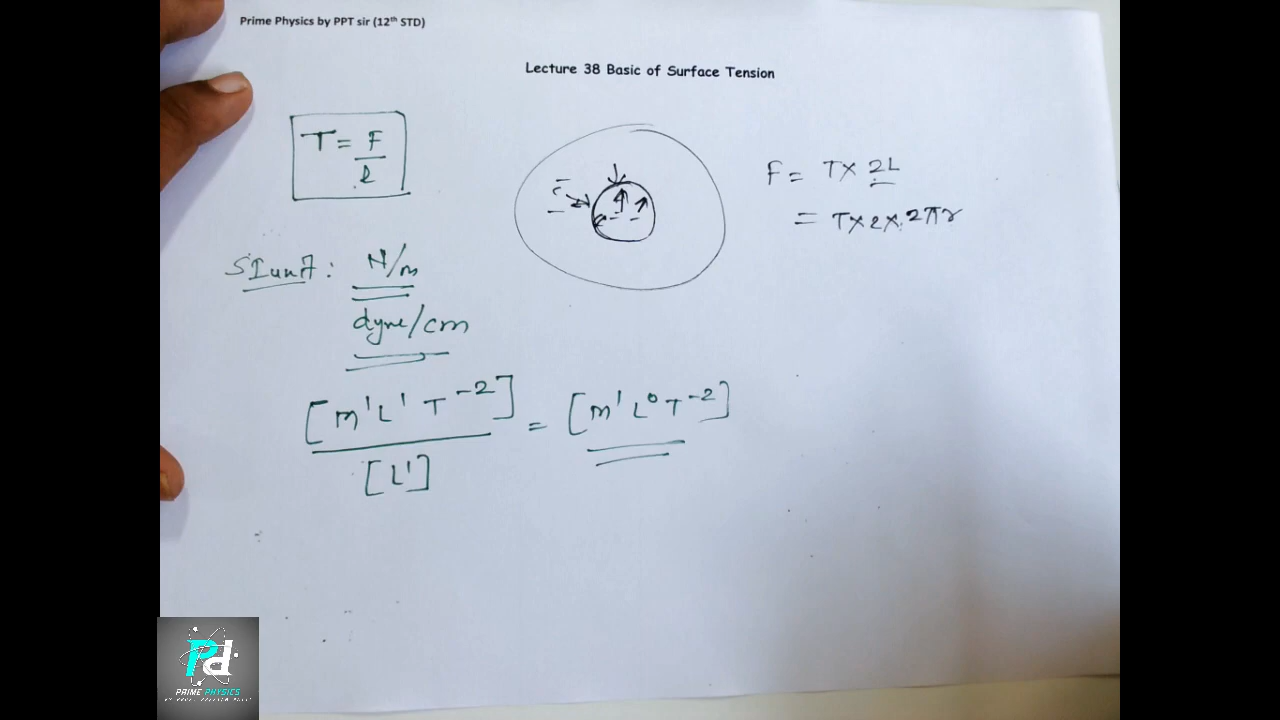 Prime Physics by PPT sir (12th STD)
Lecture 38 Basic of Surface Tension
T = F/l
F = T × 2L
= T × 2 × 2πr
SI unit : N/m
dyne/cm
[M¹L¹T⁻²] / [L¹] = [M¹L⁰T⁻²]
Pd
PRIME PHYSICS